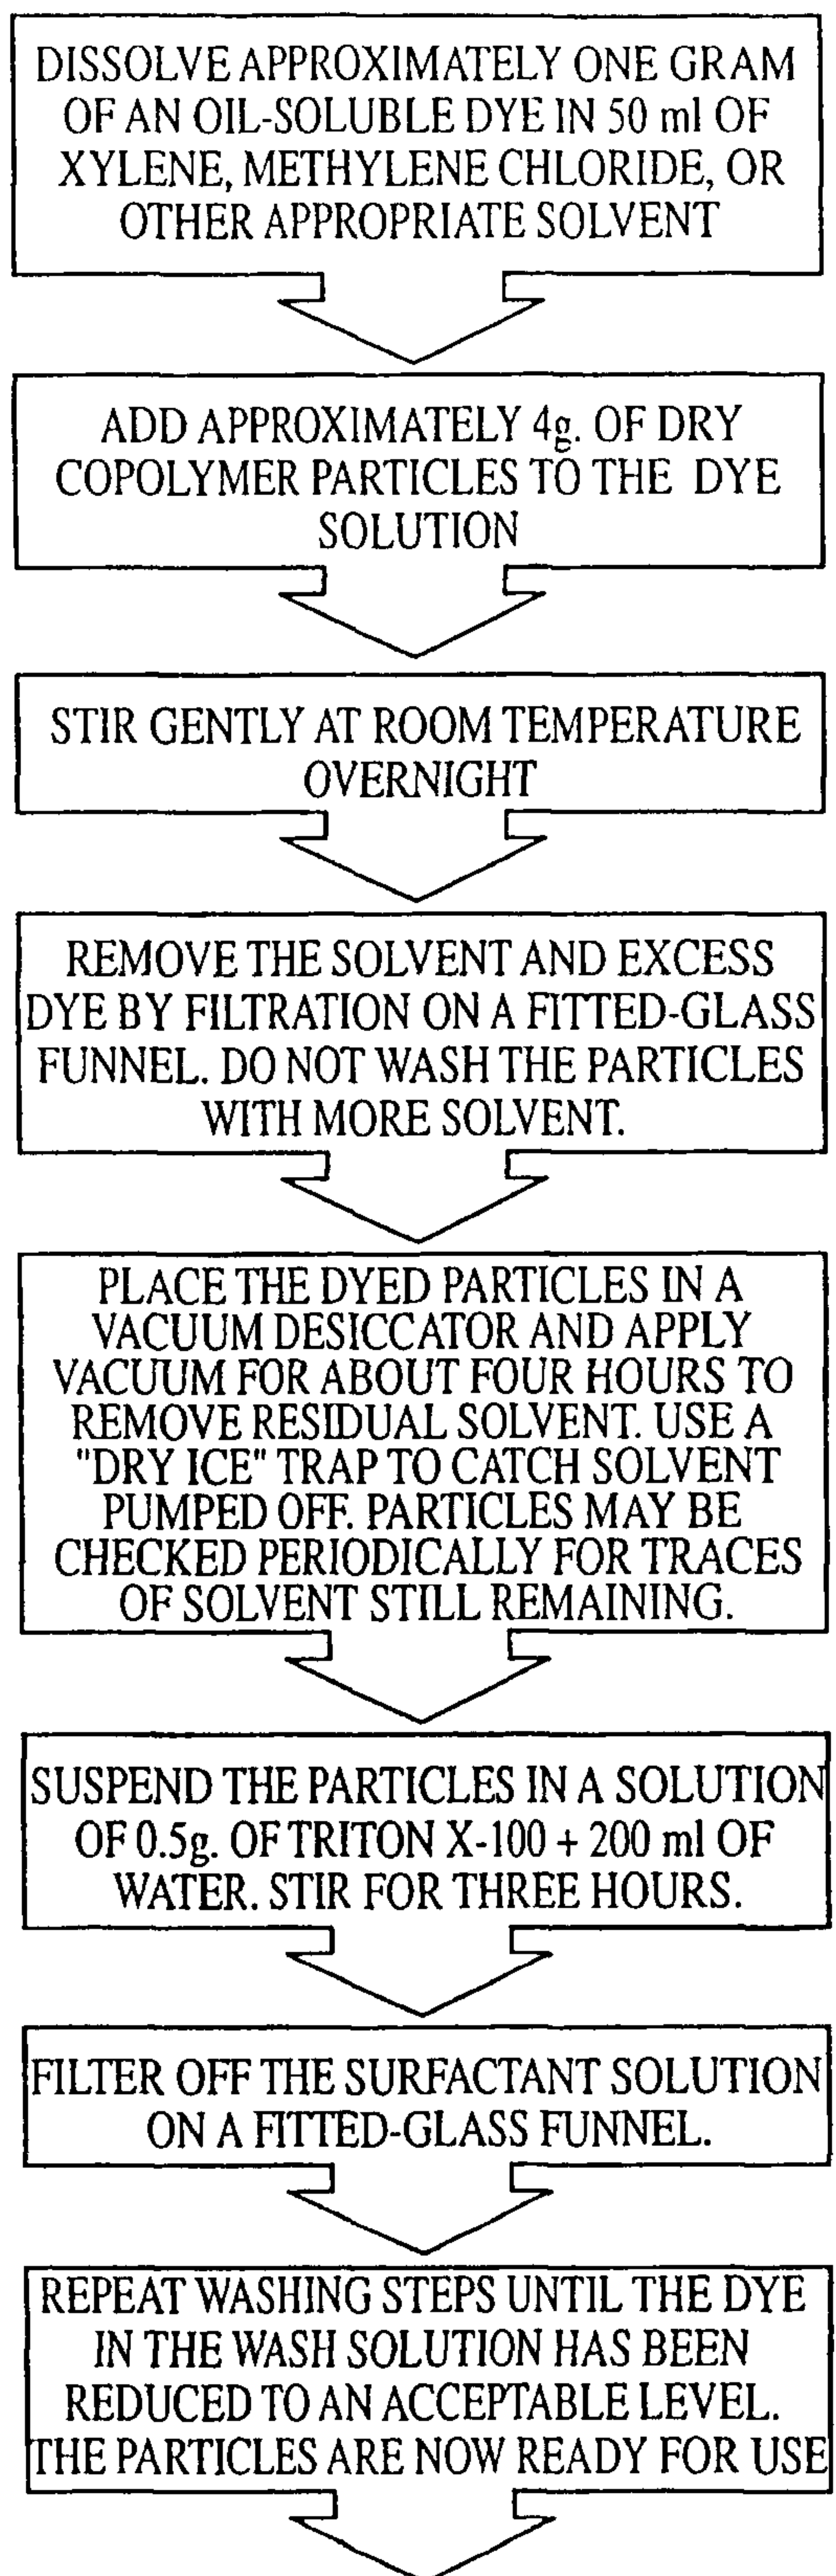 DISSOLVE APPROXIMATELY ONE GRAM
OF AN OIL-SOLUBLE DYE IN 50 ml OF
XYLENE, METHYLENE CHLORIDE, OR
OTHER APPROPRIATE SOLVENT
ADD APPROXIMATELY 4g. OF DRY
COPOLYMER PARTICLES TO THE DYE
SOLUTION
STIR GENTLY AT ROOM TEMPERATURE
OVERNIGHT
REMOVE THE SOLVENT AND EXCESS
DYE BY FILTRATION ON A FITTED-GLASS
FUNNEL. DO NOT WASH THE PARTICLES
WITH MORE SOLVENT.
PLACE THE DYED PARTICLES IN A
VACUUM DESICCATOR AND APPLY
VACUUM FOR ABOUT FOUR HOURS TO
REMOVE RESIDUAL SOLVENT. USE A
"DRY ICE" TRAP TO CATCH SOLVENT
PUMPED OFF. PARTICLES MAY BE
CHECKED PERIODICALLY FOR TRACES
OF SOLVENT STILL REMAINING.
SUSPEND THE PARTICLES IN A SOLUTION
OF 0.5g. OF TRITON X-100 + 200 ml OF
WATER. STIR FOR THREE HOURS.
FILTER OFF THE SURFACTANT SOLUTION
ON A FITTED-GLASS FUNNEL.
REPEAT WASHING STEPS UNTIL THE DYE
IN THE WASH SOLUTION HAS BEEN
REDUCED TO AN ACCEPTABLE LEVEL.
THE PARTICLES ARE NOW READY FOR USE